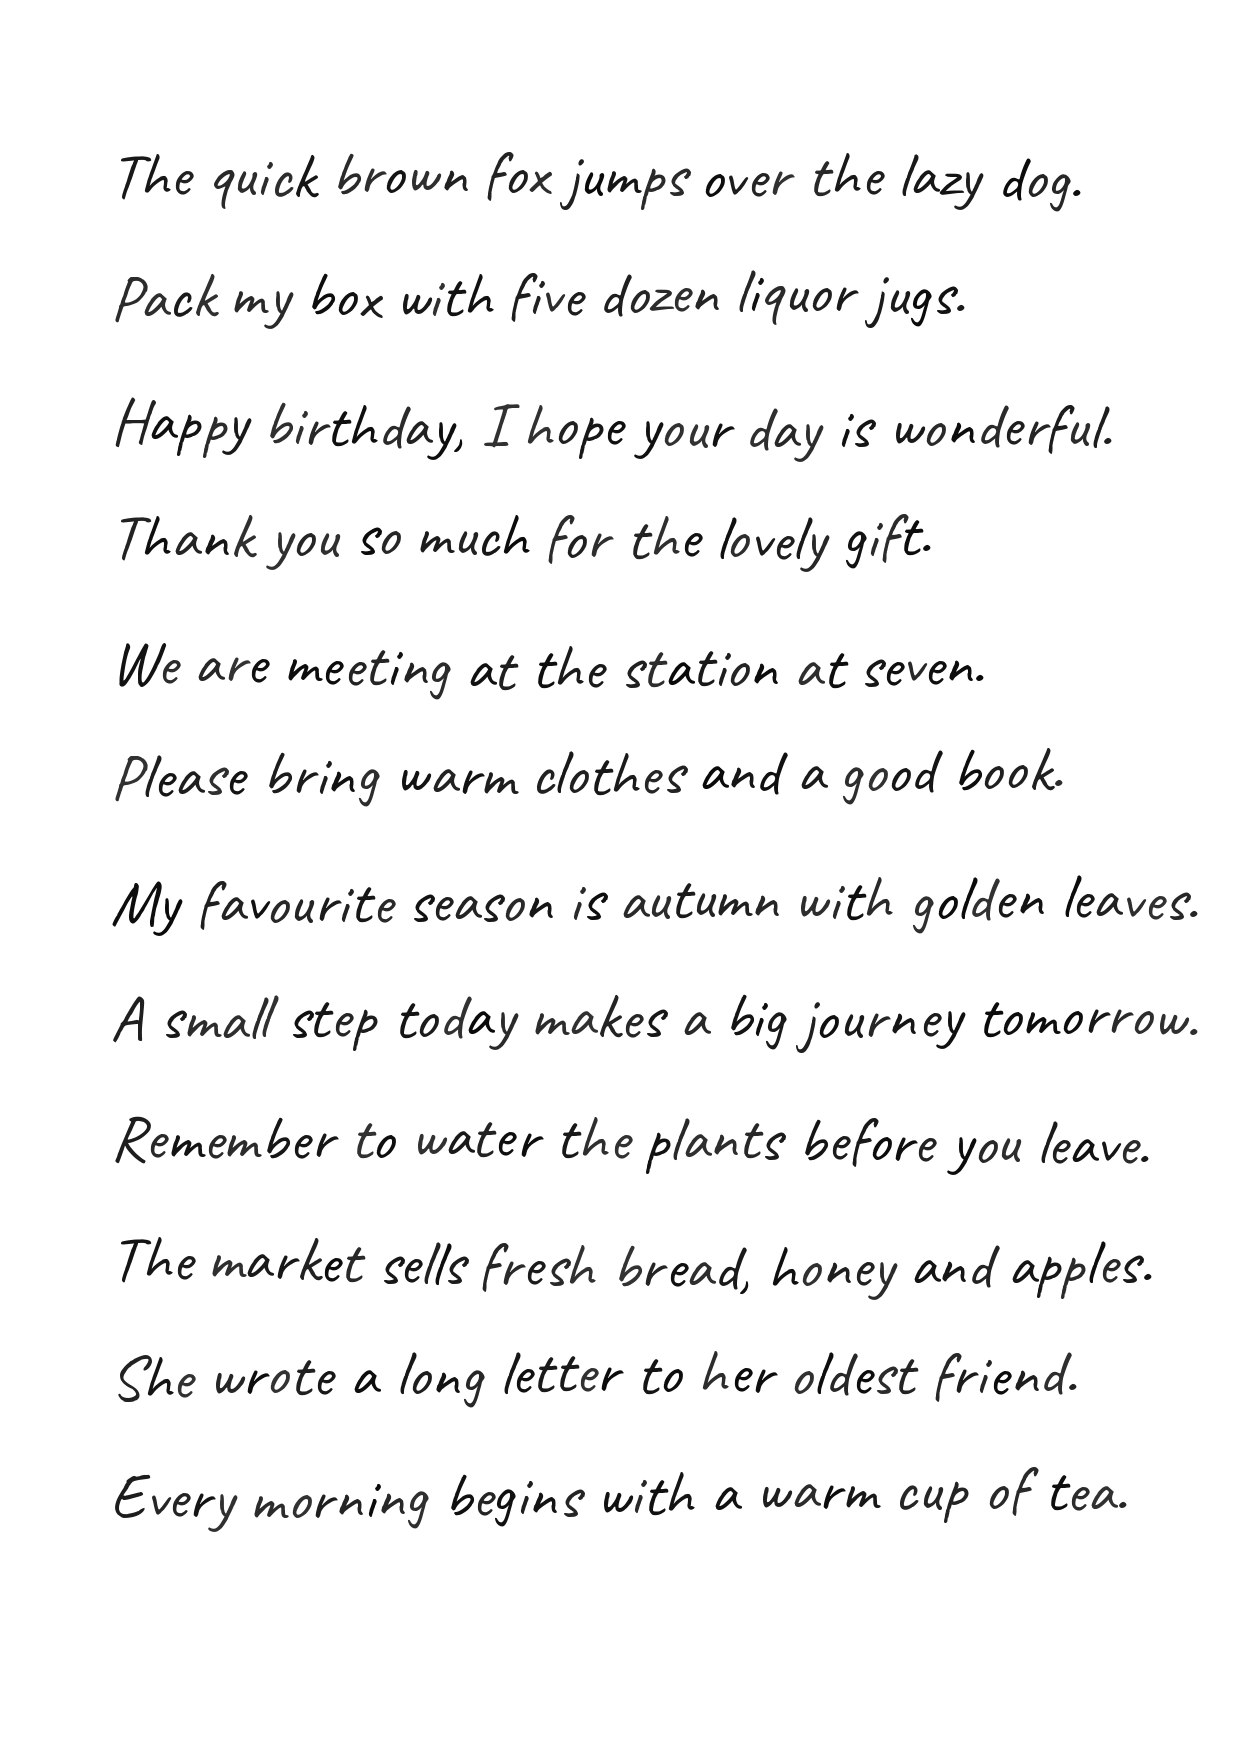 The quick brown fox jumps over the lazy dog.
Pack my box with five dozen liquor jugs.
Happy birthday, I hope your day is wonderful.
Thank you so much for the lovely gift.
We are meeting at the station at seven.
Please bring warm clothes and a good book.
My favourite season is autumn with golden leaves.
A small step today makes a big journey tomorrow.
Remember to water the plants before you leave.
The market sells fresh bread, honey and apples.
She wrote a long letter to her oldest friend.
Every morning begins with a warm cup of tea.